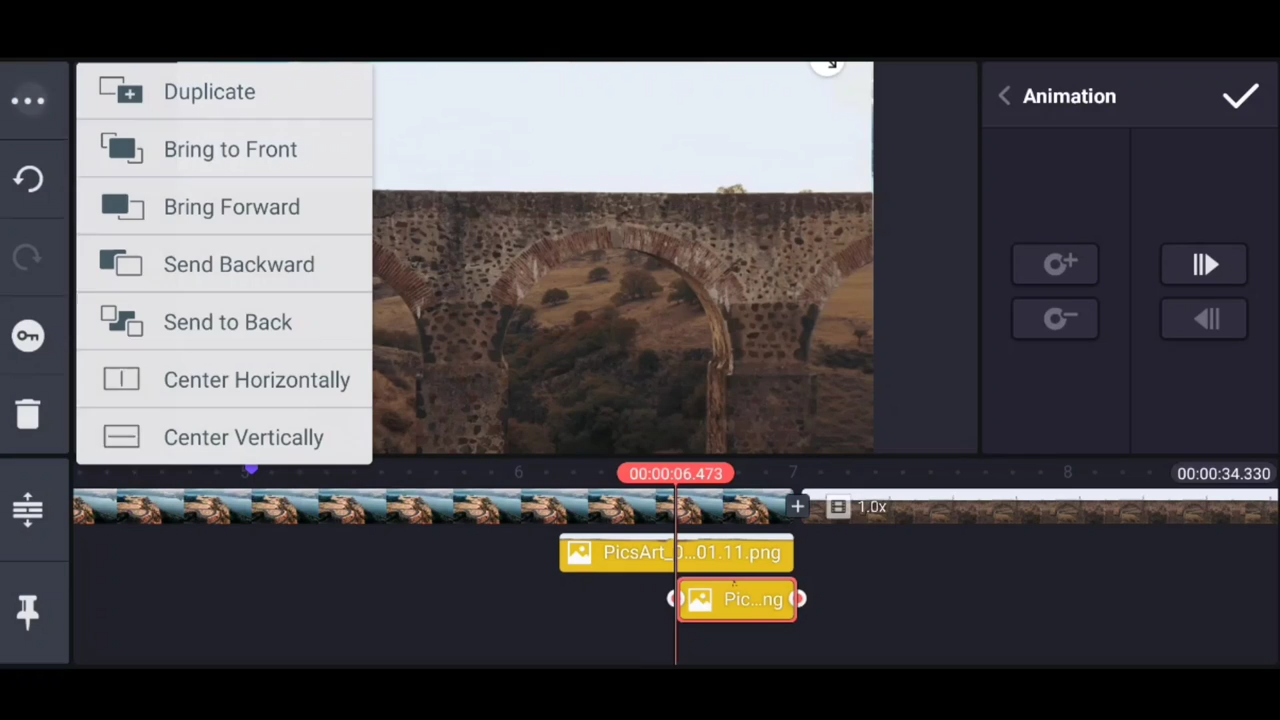 Duplicate
Bring to Front
Bring Forward
Send Backward
Send to Back
Center Horizontally
Center Vertically
Animation
5 6 00:00:06.473 7 8 00:00:34.330
1.0x
PicsArt_0...01.11.png
Pic...ng